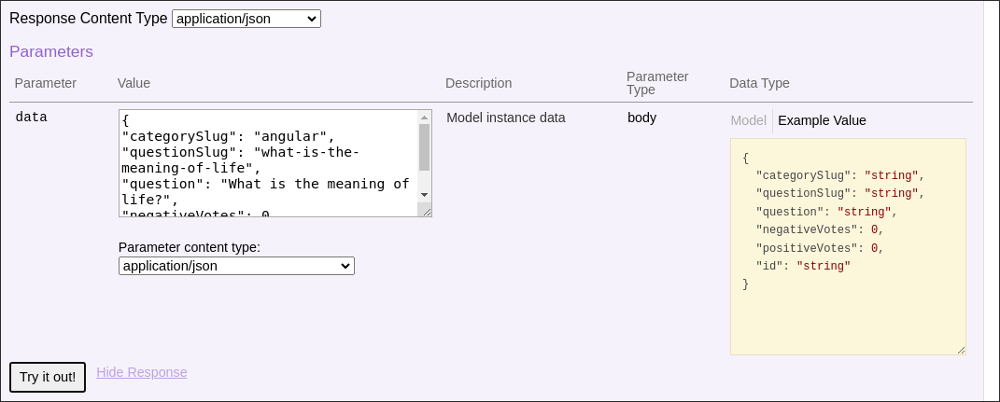 Response Content Type application/json
Parameters
Parameter Value Description Parameter Type Data Type
data
{
"categorySlug": "angular",
"questionSlug": "what-is-the-
meaning-of-life",
"question": "What is the meaning of
life?",
"negativeVotes": 0
Parameter content type:
application/json
Model instance data
body
Model Example Value
{
"categorySlug": "string",
"questionSlug": "string",
"question": "string",
"negativeVotes": 0,
"positiveVotes": 0,
"id": "string"
}
Try it out! Hide Response